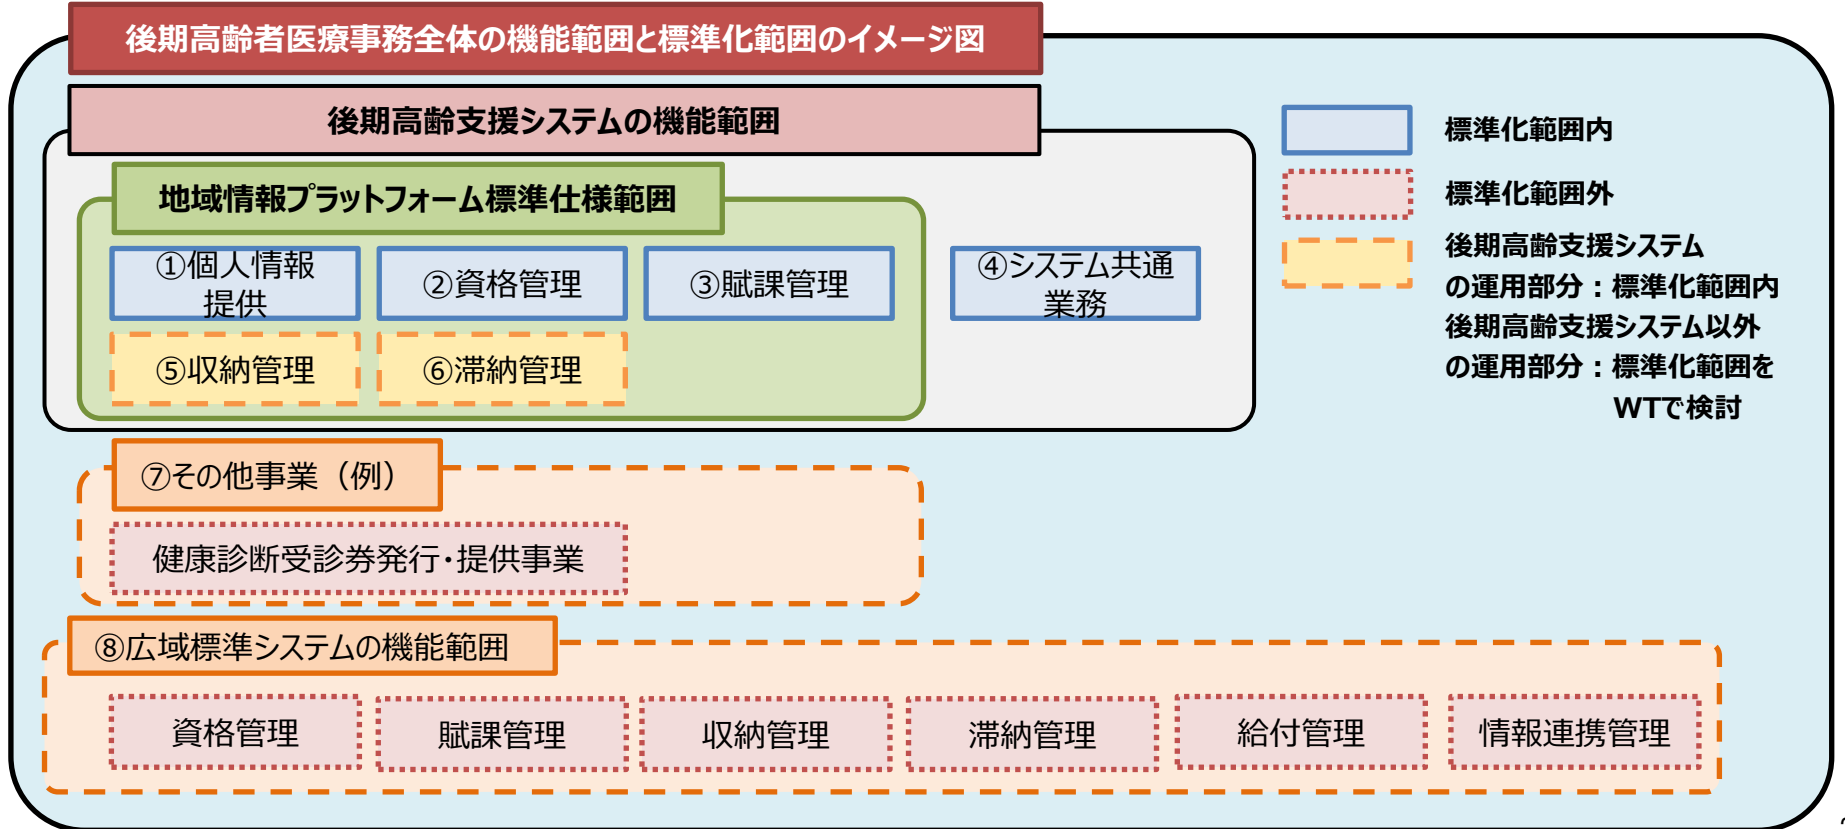 後期高齢者医療事務全体の機能範囲と標準化範囲のイメージ図
後期高齢支援システムの機能範囲
地域情報プラットフォーム標準仕様範囲
①個人情報
提供
②資格管理
③賦課管理
④システム共通
業務
⑤収納管理
⑥滞納管理
標準化範囲内
標準化範囲外
後期高齢支援システム
の運用部分：標準化範囲内
後期高齢支援システム以外
の運用部分：標準化範囲を
WTで検討
⑦その他事業（例）
健康診断受診券発行・提供事業
⑧広域標準システムの機能範囲
資格管理
賦課管理
収納管理
滞納管理
給付管理
情報連携管理